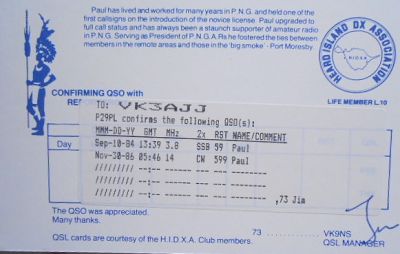 Paul has lived and worked for many years in P.N.G. and held one of the
first callsigns on the introduction of the novice license. Paul upgraded to
full call status and has always been a staunch supporter of amateur radio
in P.N.G. Serving as President of P.N.G.A Rs he fostered the ties between
members in the remote areas and those in the 'big smoke' · Port Moresby.
HEARD ISLAND DX ASSOCIATION
H.I.D.X.A.
CONFIRMING QSO with
LIFE MEMBER L.10
TO: VK3AJJ
P29PL confirms the following QSO(s):
MMM-DD-YY GMT MHz 2x RST NAME/COMMENT
Day
Sep-10-84 13:39 3.8 SSB 59 Paul
Nov-30-86 05:46 14 CW 599 Paul
///////// --:-- ------ --- --- ---------------
///////// --:-- ------ --- --- ---------------
///////// --:-- ------ --- --- ,73 Jim
The QSO was appreciated.
Many thanks.
73 ............. VK9NS
QSL cards are courtesy of the H.I.D.X.A. Club members. QSL MANAGER
Jim